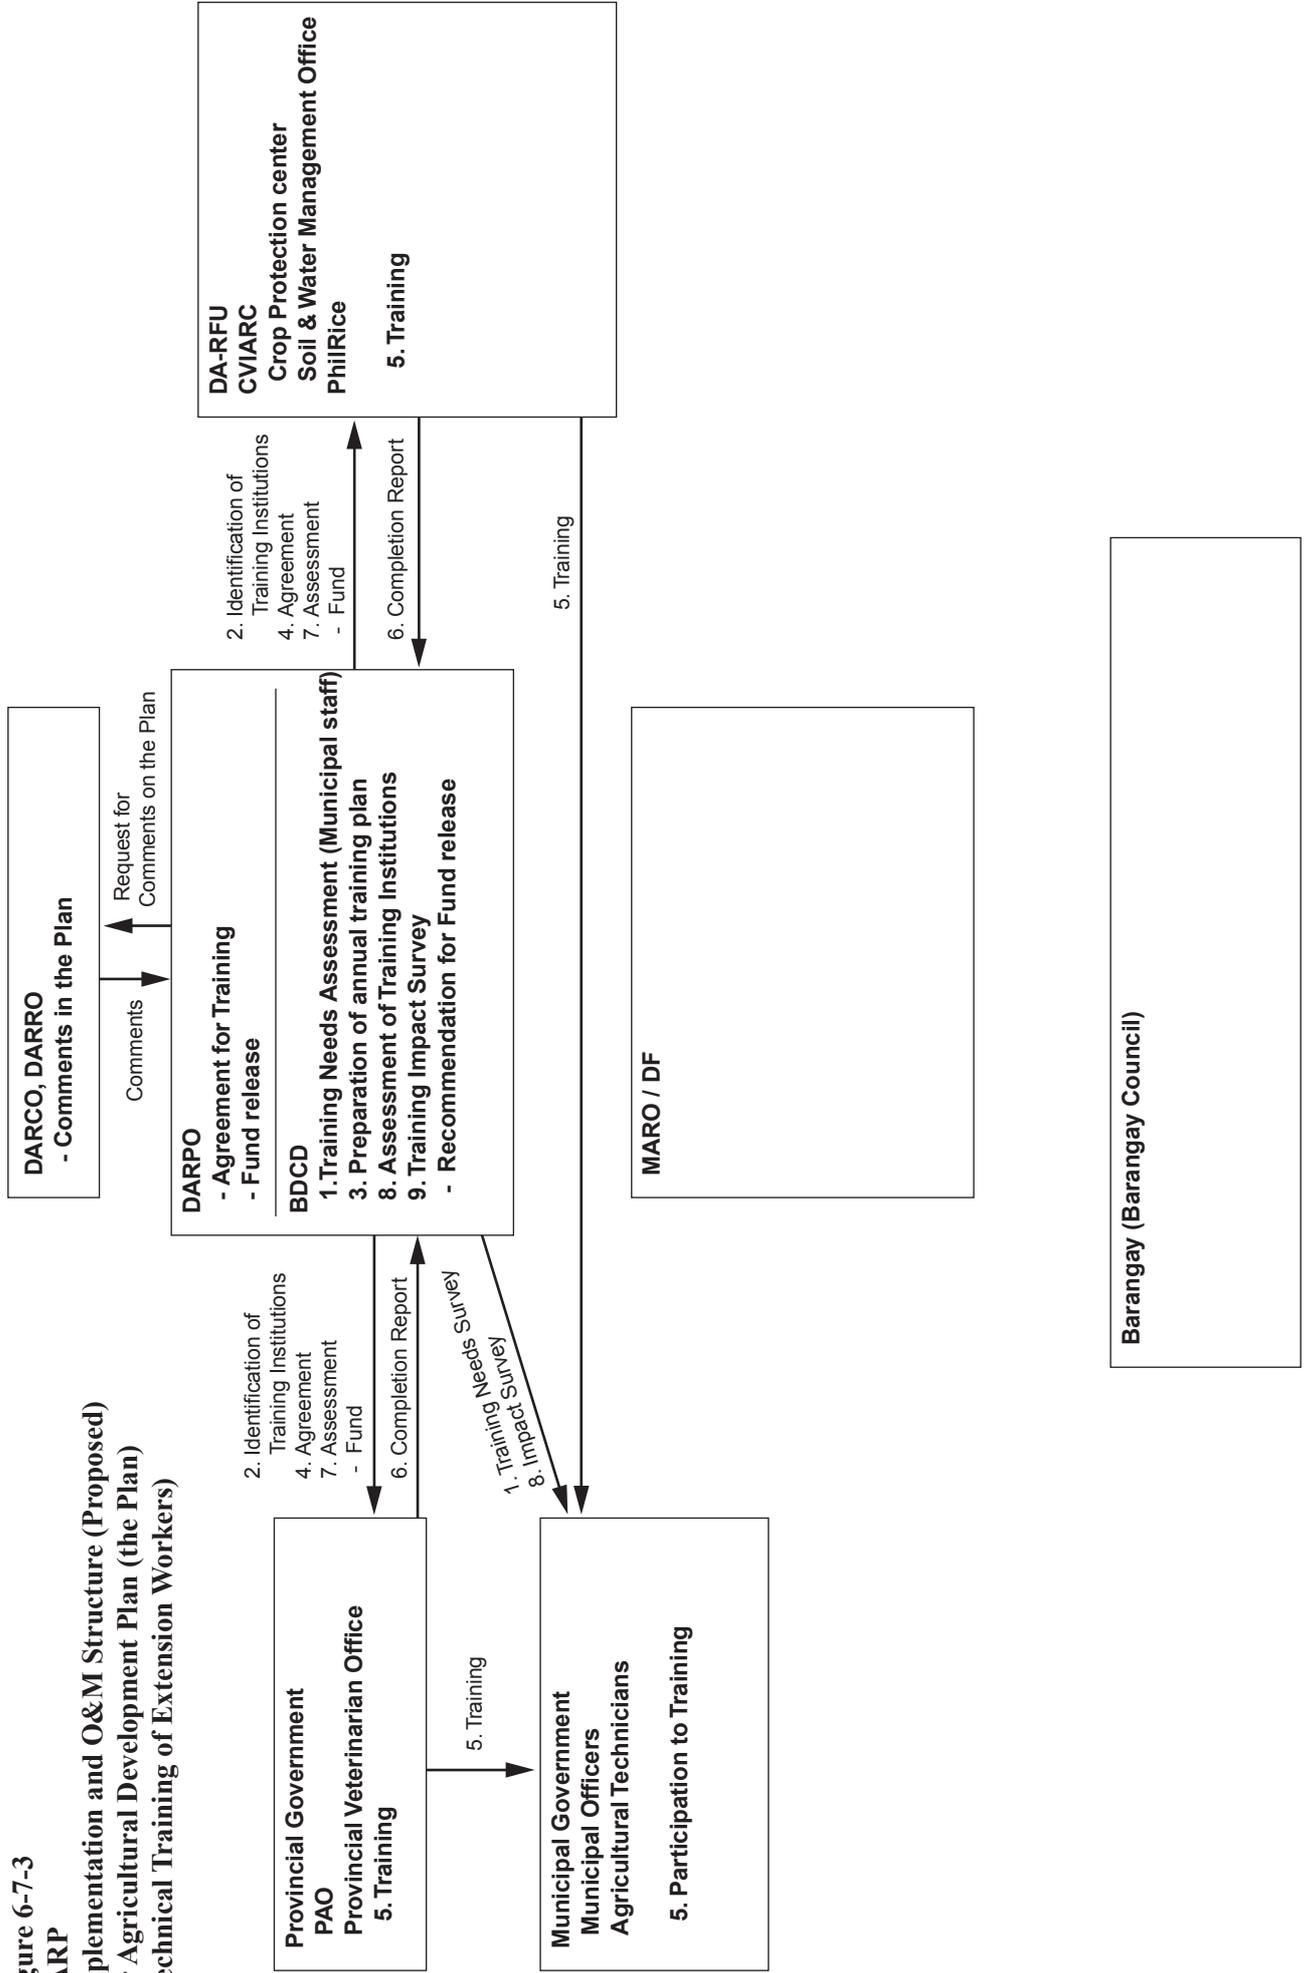 gure 6-7-3
ARP
plementation and O&M Structure (Proposed)
Agricultural Development Plan (the Plan)
echnical Training of Extension Workers)
DARCO, DARRO
- Comments in the Plan
Comments
Request for
Comments on the Plan
DARPO
- Agreement for Training
- Fund release
BDCD
1.Training Needs Assessment (Municipal staff)
3. Preparation of annual training plan
8. Assessment of Training Institutions
9. Training Impact Survey
- Recommendation for Fund release
2. Identification of
Training Institutions
4. Agreement
7. Assessment
- Fund
6. Completion Report
1. Training Needs Survey
8. Impact Survey
2. Identification of
Training Institutions
4. Agreement
7. Assessment
- Fund
6. Completion Report
5. Training
DA-RFU
CVIARC
Crop Protection center
Soil & Water Management Office
PhilRice
5. Training
Provincial Government
PAO
Provincial Veterinarian Office
5. Training
5. Training
Municipal Government
Municipal Officers
Agricultural Technicians
5. Participation to Training
MARO / DF
Barangay (Barangay Council)